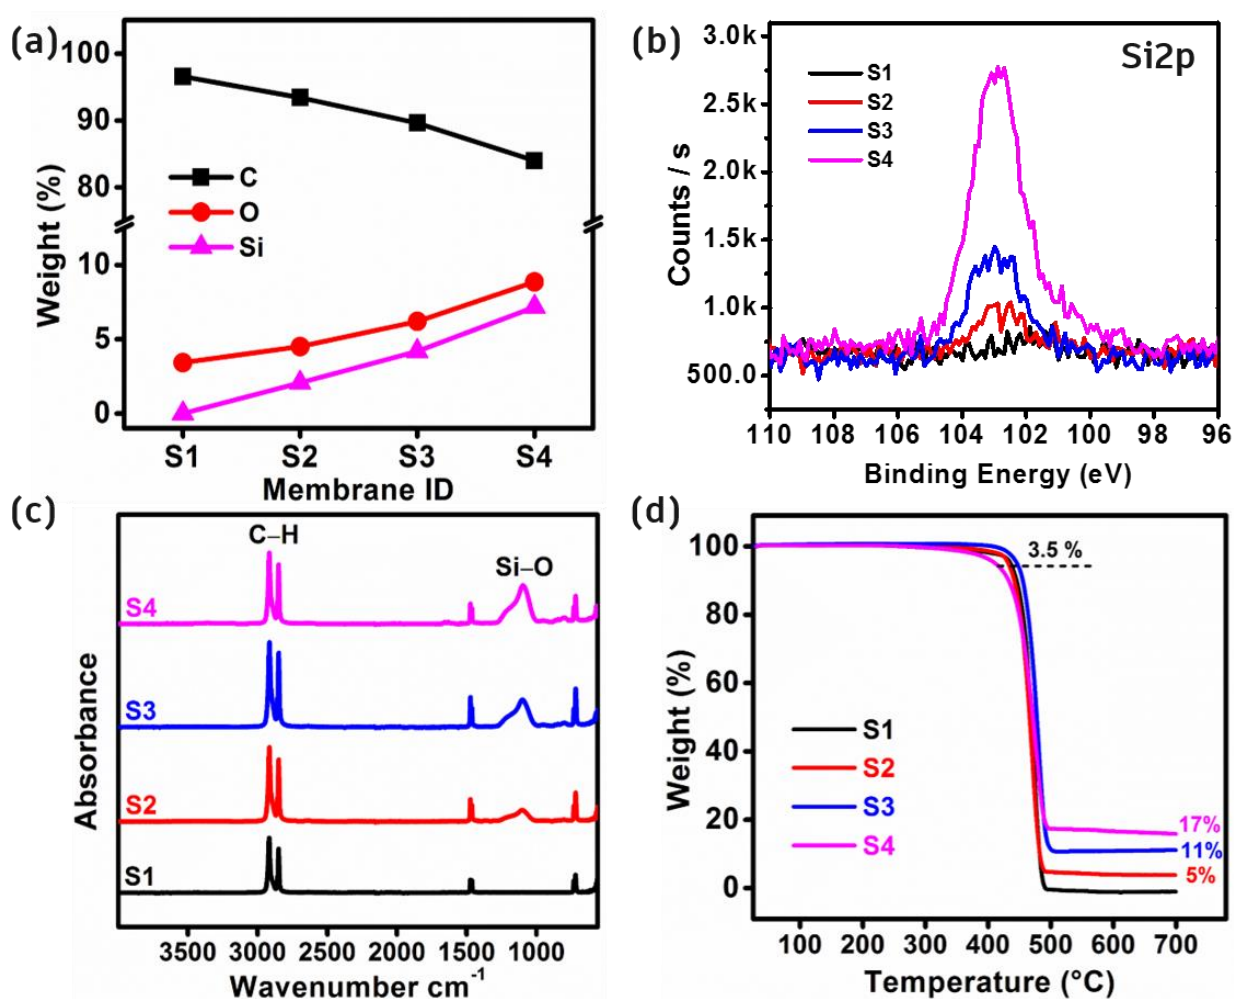 (a)
100
90
80
10
5
0
Weight (%)
C
O
Si
S1 S2 S3 S4
Membrane ID
(b)
Si2p
3.0k
2.5k
2.0k
1.5k
1.0k
500.0
Counts / s
S1
S2
S3
S4
110 108 106 104 102 100 98 96
Binding Energy (eV)
(c)
C–H
Si–O
S4
S3
S2
S1
Absorbance
3500 3000 2500 2000 1500 1000
Wavenumber cm⁻¹
(d)
100
80
60
40
20
0
Weight (%)
3.5 %
S1
S2
S3
S4
17%
11%
5%
100 200 300 400 500 600 700
Temperature (°C)